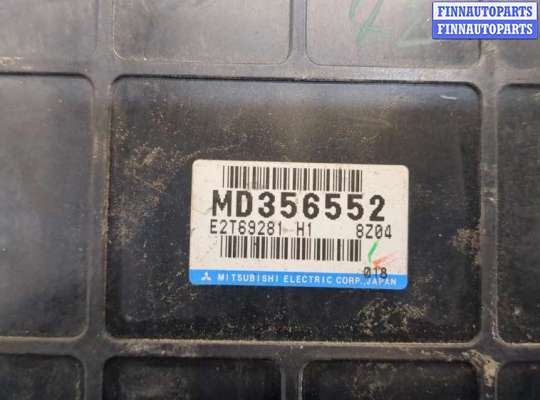 FINNAUTOPARTS
FINNAUTOPARTS
MD356552
E2T69281 H1 8Z04
018
MITSUBISHI ELECTRIC CORP., JAPAN